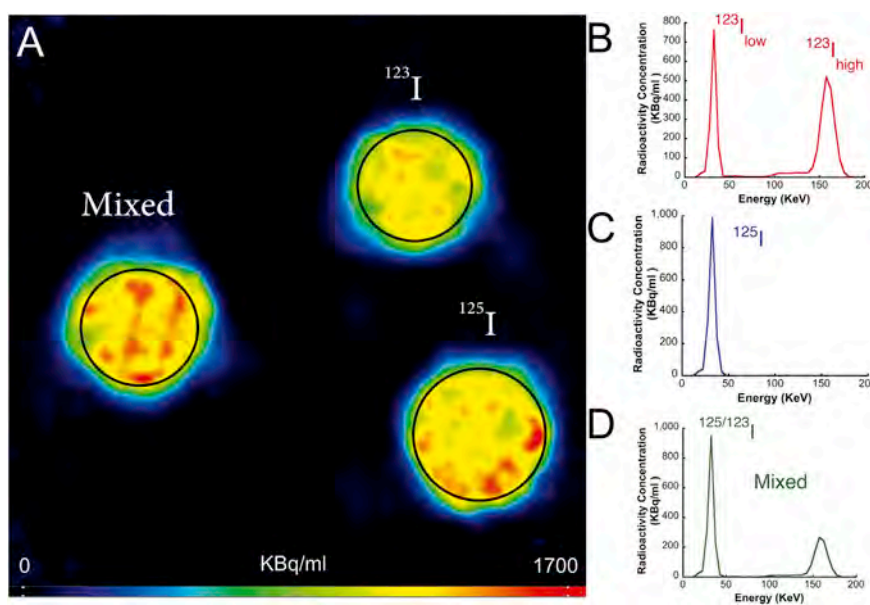 A
123I
Mixed
125I
0 KBq/ml 1700
B
123I low
123I high
Radioactivity Concentration
(KBq/ml )
800
700
600
500
400
300
200
100
0
0 50 100 150 200
Energy (KeV)
C
125I
Radioactivity Concentration
(KBq/ml )
1,000
800
600
400
200
0
0 50 100 150 200
Energy (KeV)
D
125/123I
Mixed
Radioactivity Concentration
(KBq/ml )
1,000
800
600
400
200
0
0 50 100 150 200
Energy (KeV)